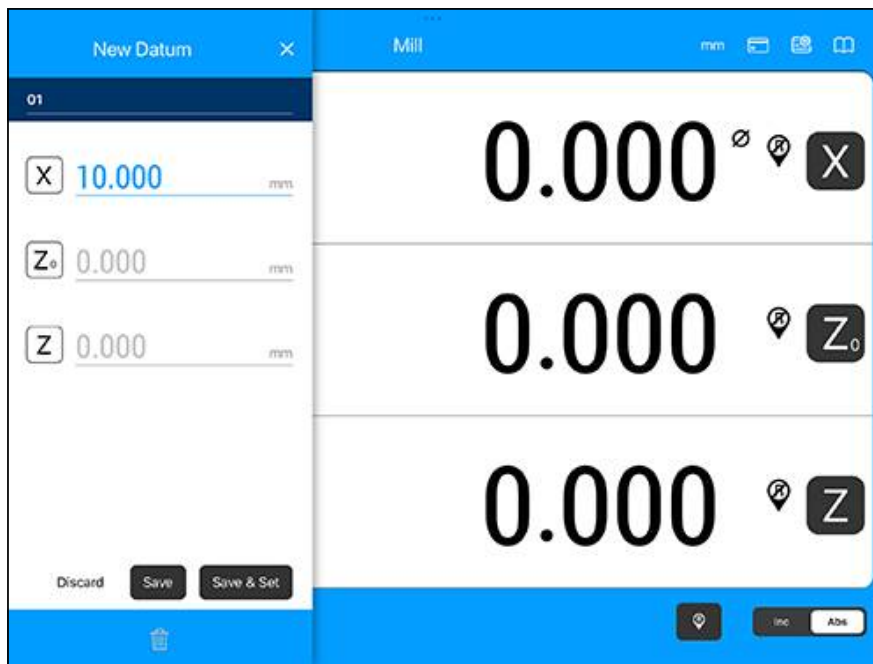 New Datum
Mill
mm
01
X 10.000 mm
Z0 0.000 mm
Z 0.000 mm
Discard
Save
Save & Set
0.000 Ø X
0.000 Z0
0.000 Z
Inc
Abs